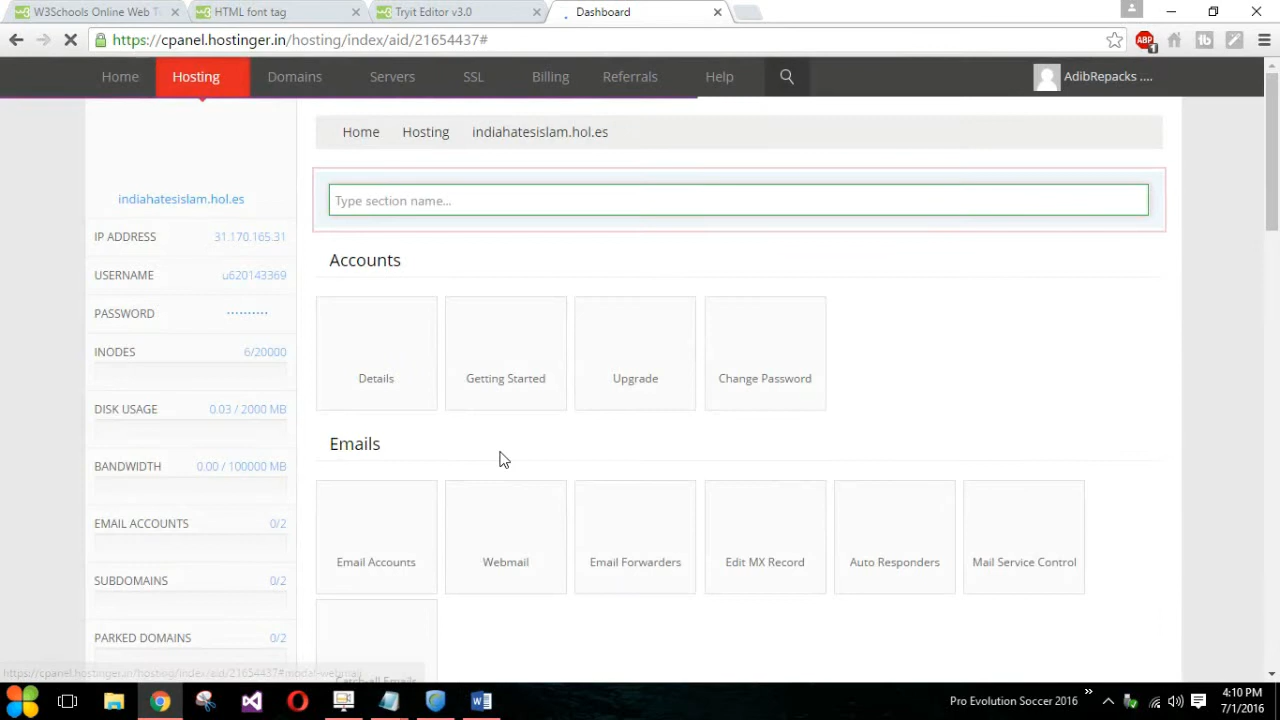 W3Schools Online Web T
HTML font tag
Tryit Editor v3.0
Dashboard
https://cpanel.hostinger.in/hosting/index/aid/21654437#
ABP
1
Home
Hosting
Domains
Servers
SSL
Billing
Referrals
Help
AdibRepacks ....
Home
Hosting
indiahatesislam.hol.es
indiahatesislam.hol.es
Type section name...
IP ADDRESS 31.170.165.31
USERNAME u620143369
PASSWORD ··········
INODES 6/20000
DISK USAGE 0.03 / 2000 MB
BANDWIDTH 0.00 / 100000 MB
EMAIL ACCOUNTS 0/2
SUBDOMAINS 0/2
PARKED DOMAINS 0/2
Accounts
Details
Getting Started
Upgrade
Change Password
Emails
Email Accounts
Webmail
Email Forwarders
Edit MX Record
Auto Responders
Mail Service Control
Catch-all Emails
https://cpanel.hostinger.in/hosting/index/aid/21654437#modal-webmail
Pro Evolution Soccer 2016
4:10 PM
7/1/2016